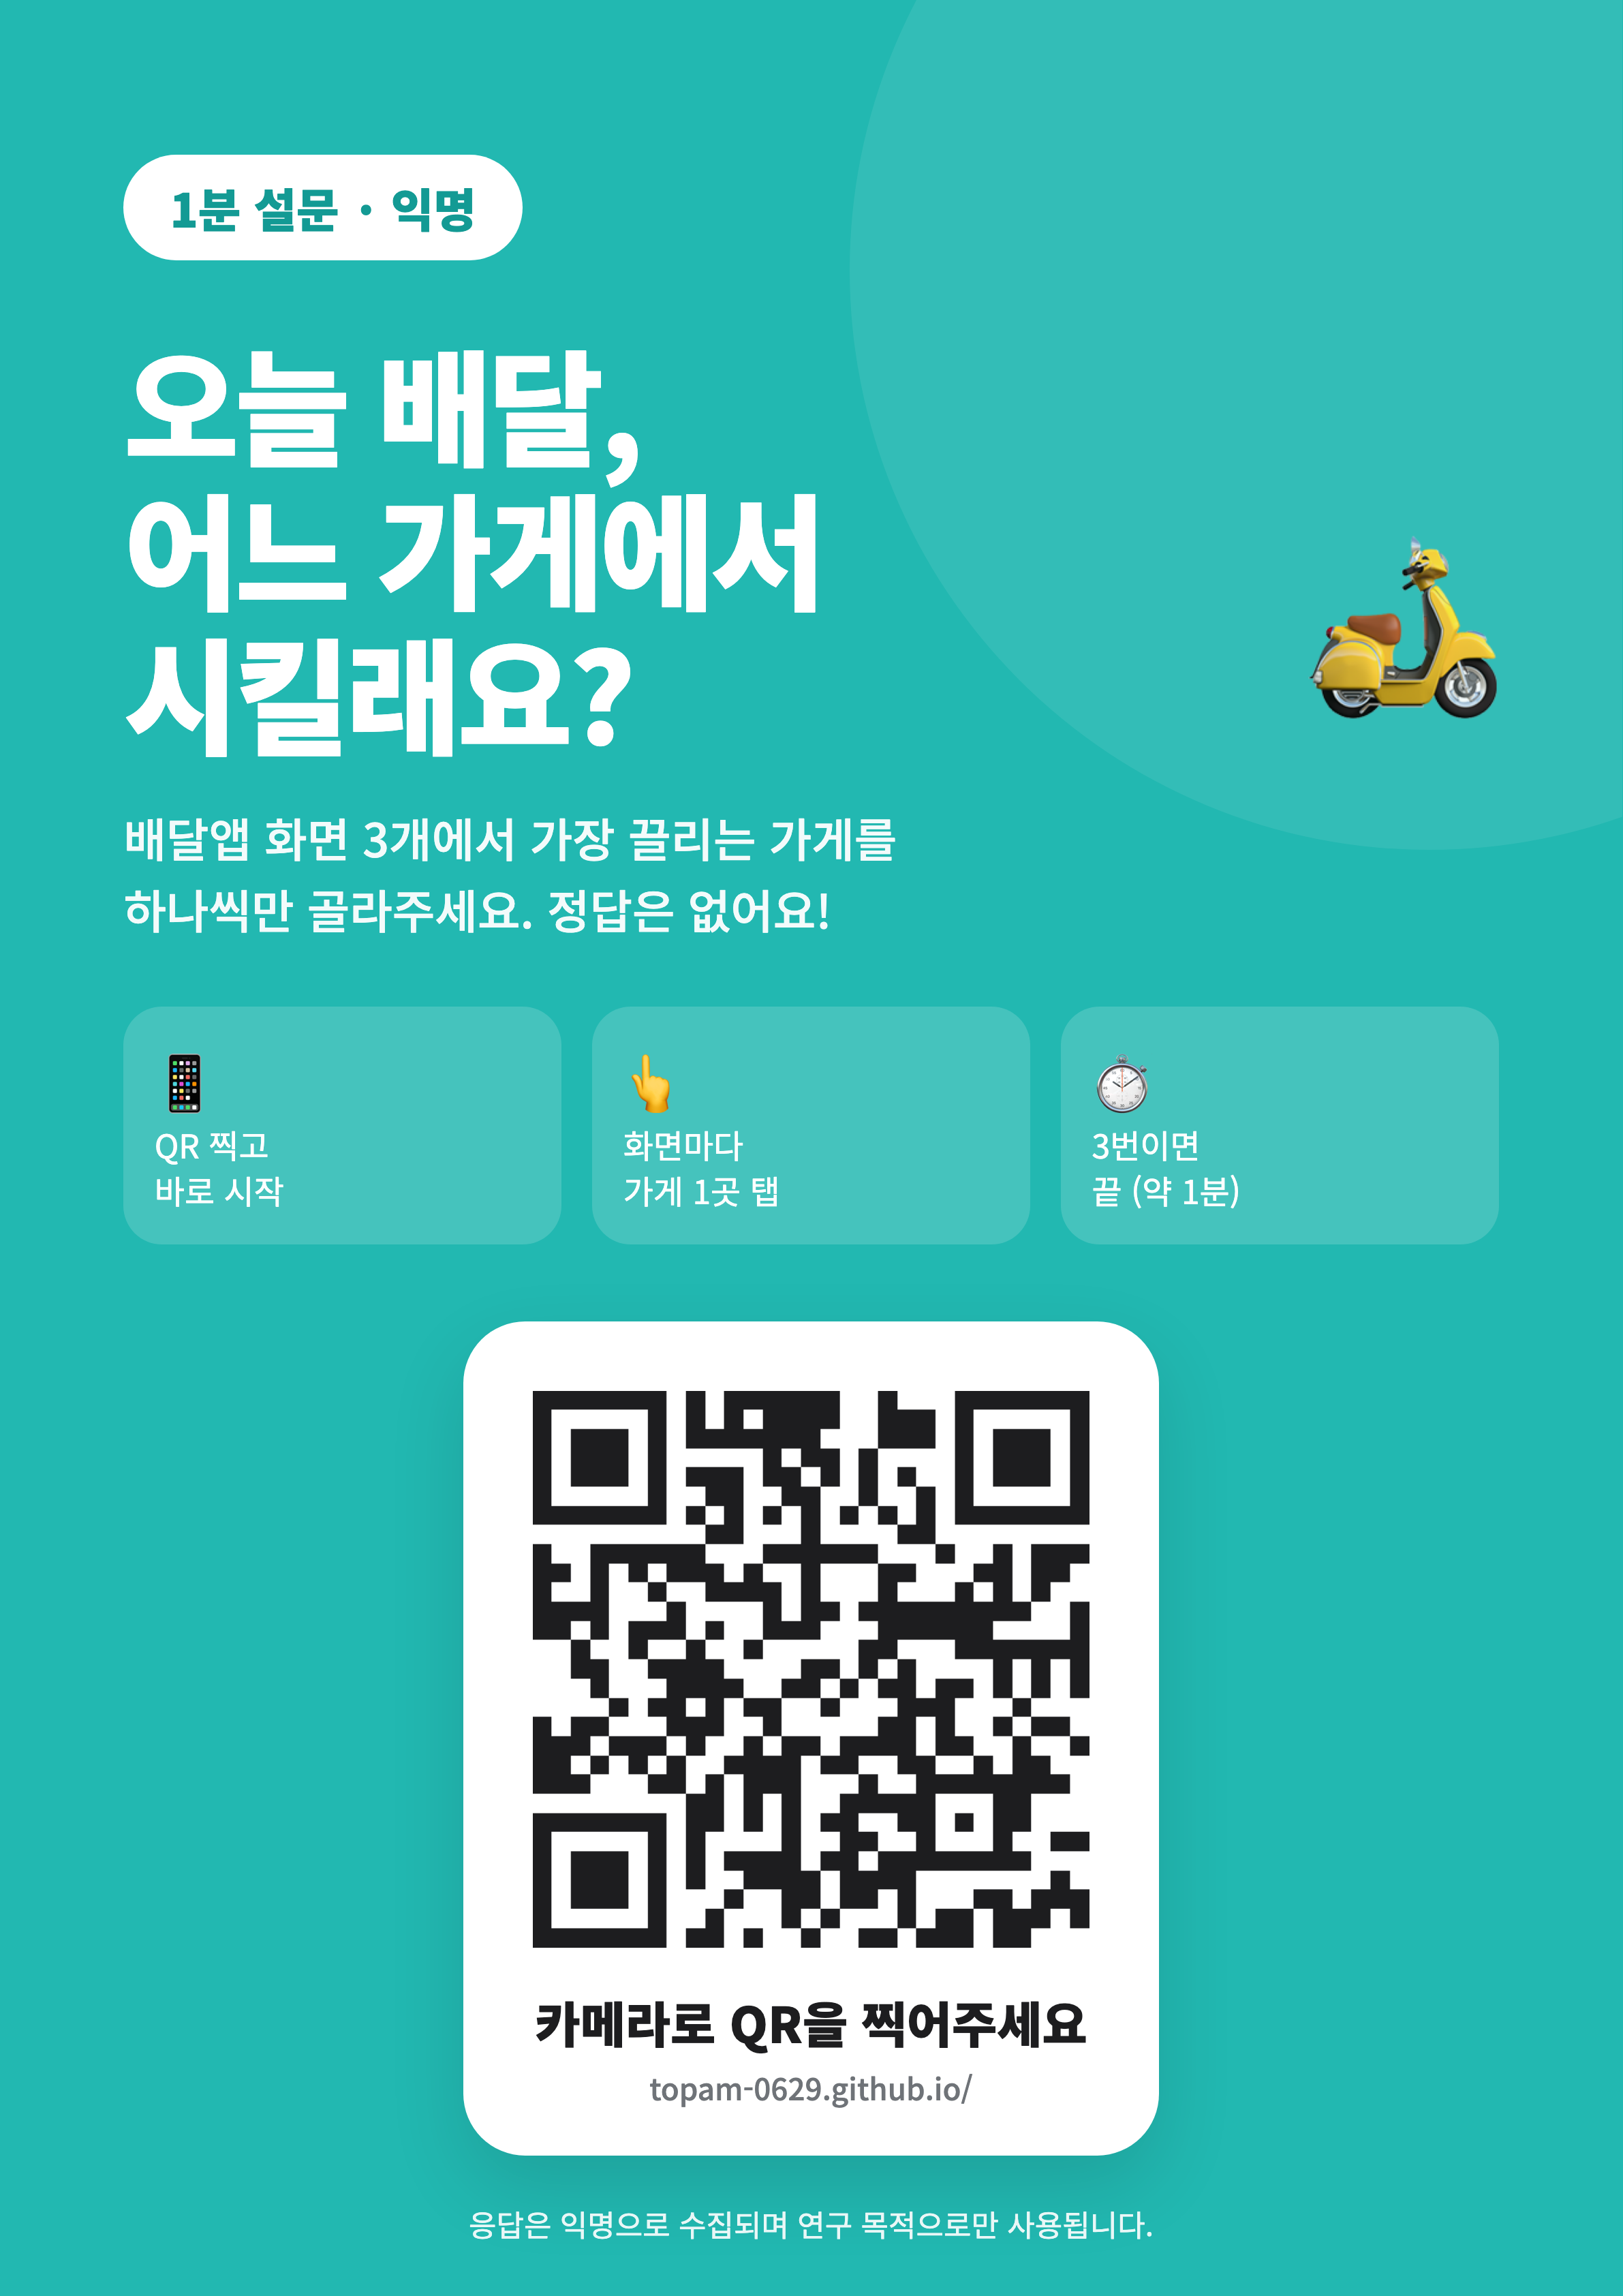 1분 설문 · 익명
오늘 배달,
어느 가게에서
시킬래요?
배달앱 화면 3개에서 가장 끌리는 가게를
하나씩만 골라주세요. 정답은 없어요!
QR 찍고
바로 시작
화면마다
가게 1곳 탭
3번이면
끝 (약 1분)
카메라로 QR을 찍어주세요
topam-0629.github.io/
응답은 익명으로 수집되며 연구 목적으로만 사용됩니다.